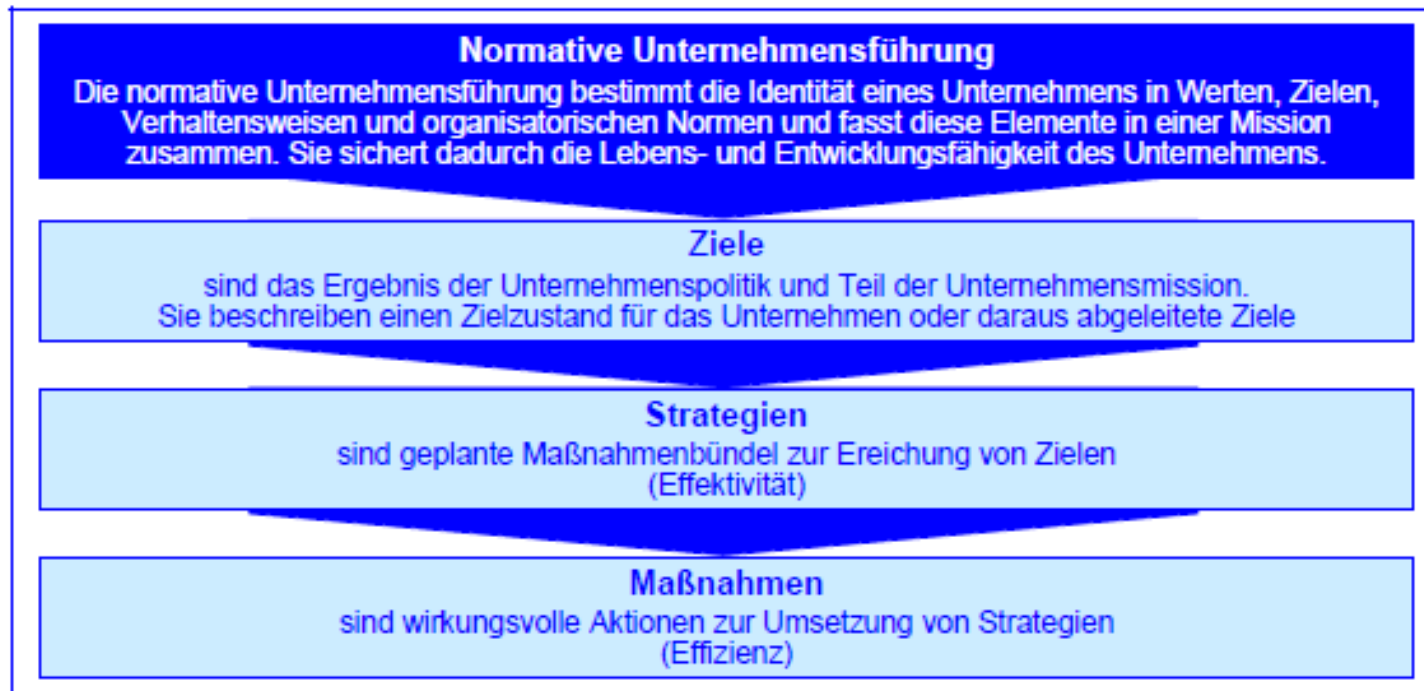 Normative Unternehmensführung
Die normative Unternehmensführung bestimmt die Identität eines Unternehmens in Werten, Zielen,
Verhaltensweisen und organisatorischen Normen und fasst diese Elemente in einer Mission
zusammen. Sie sichert dadurch die Lebens- und Entwicklungsfähigkeit des Unternehmens.
Ziele
sind das Ergebnis der Unternehmenspolitik und Teil der Unternehmensmission.
Sie beschreiben einen Zielzustand für das Unternehmen oder daraus abgeleitete Ziele
Strategien
sind geplante Maßnahmenbündel zur Ereichung von Zielen
(Effektivität)
Maßnahmen
sind wirkungsvolle Aktionen zur Umsetzung von Strategien
(Effizienz)